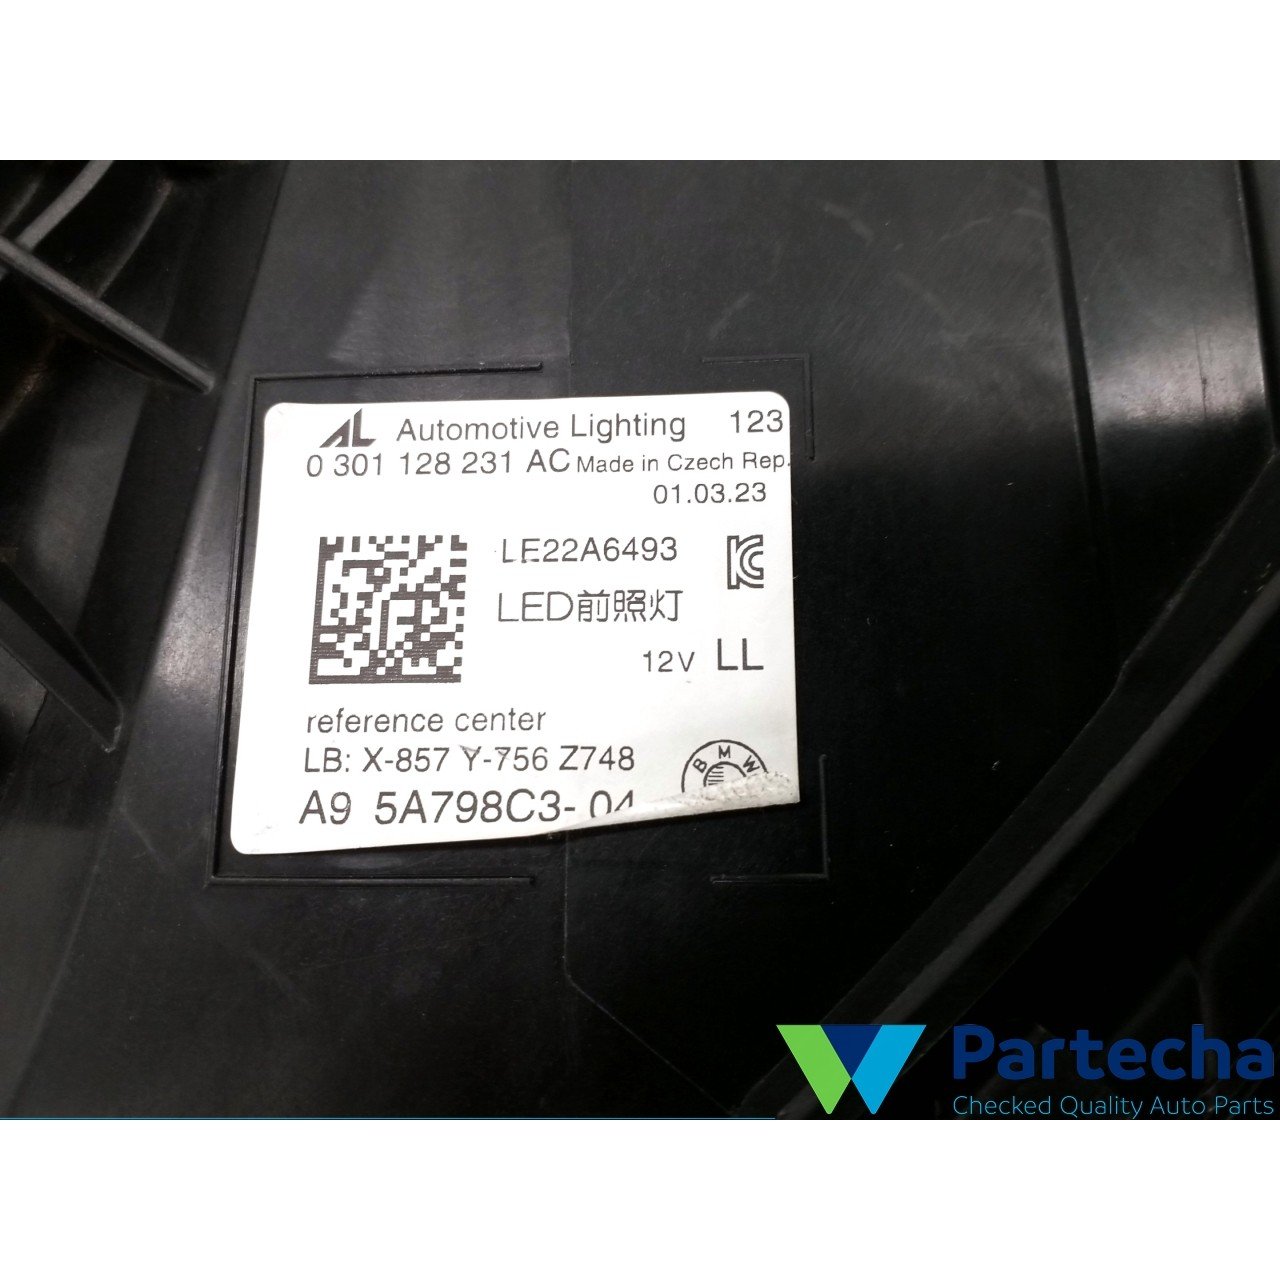 AL Automotive Lighting 123
0 301 128 231 AC Made in Czech Rep.
01.03.23
LE22A6493
LED前照灯
12V LL
reference center
LB: X-857 Y-756 Z748
BMW
A9 5A798C3-04
Partecha
Checked Quality Auto Parts